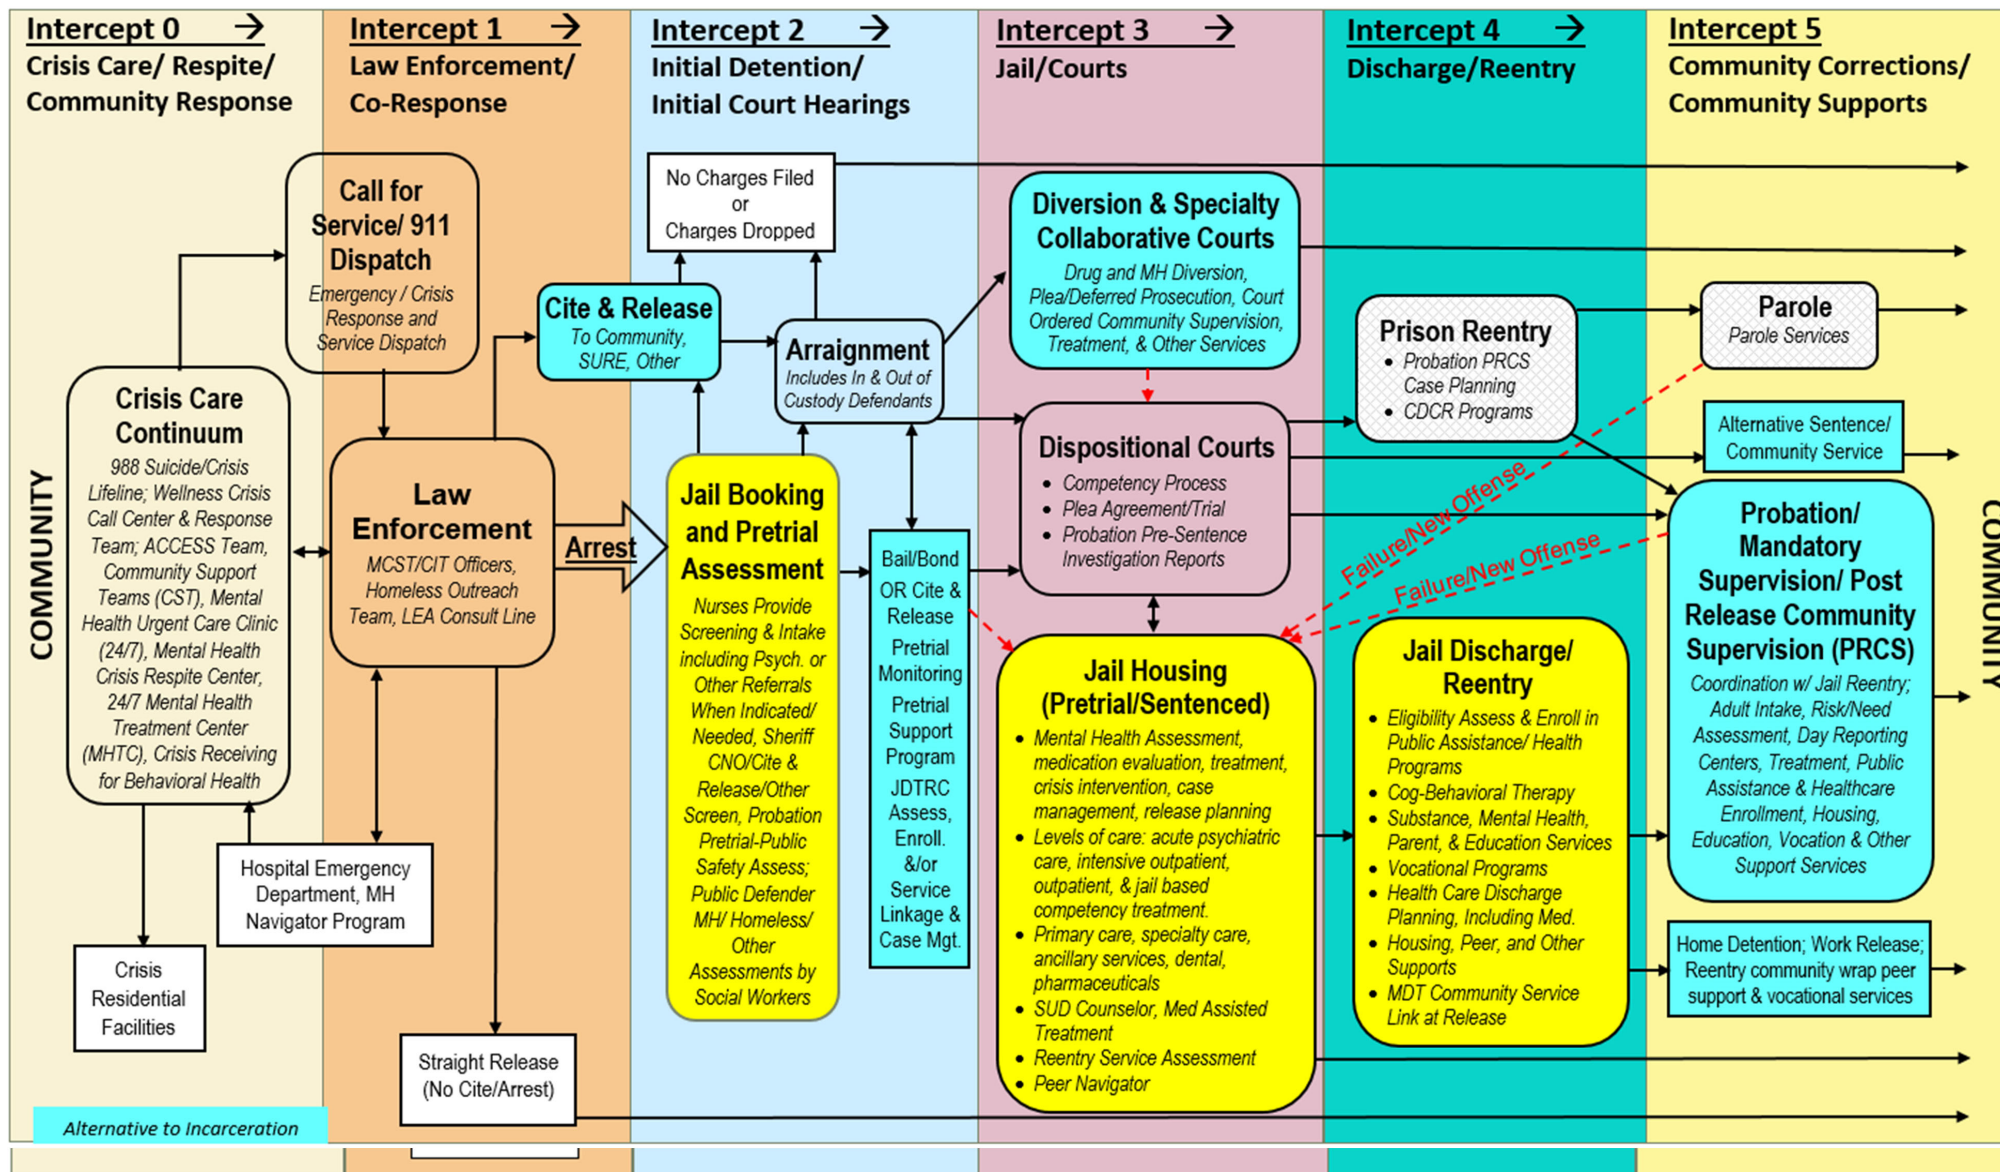 Intercept 0 →
Crisis Care/ Respite/
Community Response
Intercept 1 →
Law Enforcement/
Co-Response
Intercept 2 →
Initial Detention/
Initial Court Hearings
Intercept 3 →
Jail/Courts
Intercept 4 →
Discharge/Reentry
Intercept 5
Community Corrections/
Community Supports
COMMUNITY
Crisis Care
Continuum
988 Suicide/Crisis
Lifeline; Wellness Crisis
Call Center & Response
Team; ACCESS Team,
Community Support
Teams (CST), Mental
Health Urgent Care Clinic
(24/7), Mental Health
Crisis Respite Center,
24/7 Mental Health
Treatment Center
(MHTC), Crisis Receiving
for Behavioral Health
Crisis
Residential
Facilities
Hospital Emergency
Department, MH
Navigator Program
Call for
Service/ 911
Dispatch
Emergency / Crisis
Response and
Service Dispatch
Law
Enforcement
MCST/CIT Officers,
Homeless Outreach
Team, LEA Consult Line
Arrest
Straight Release
(No Cite/Arrest)
Cite & Release
To Community,
SURE, Other
No Charges Filed
or
Charges Dropped
Arraignment
Includes In & Out of
Custody Defendants
Jail Booking
and Pretrial
Assessment
Nurses Provide
Screening & Intake
including Psych. or
Other Referrals
When Indicated/
Needed, Sheriff
CNO/Cite &
Release/Other
Screen, Probation
Pretrial-Public
Safety Assess;
Public Defender
MH/ Homeless/
Other
Assessments by
Social Workers
Bail/Bond
OR Cite &
Release
Pretrial
Monitoring
Pretrial
Support
Program
JDTRC
Assess,
Enroll.
&/or
Service
Linkage &
Case Mgt.
Diversion & Specialty
Collaborative Courts
Drug and MH Diversion,
Plea/Deferred Prosecution, Court
Ordered Community Supervision,
Treatment, & Other Services
Dispositional Courts
• Competency Process
• Plea Agreement/Trial
• Probation Pre-Sentence
Investigation Reports
Jail Housing
(Pretrial/Sentenced)
• Mental Health Assessment,
medication evaluation, treatment,
crisis intervention, case
management, release planning
• Levels of care: acute psychiatric
care, intensive outpatient,
outpatient, & jail based
competency treatment.
• Primary care, specialty care,
ancillary services, dental,
pharmaceuticals
• SUD Counselor, Med Assisted
Treatment
• Reentry Service Assessment
• Peer Navigator
Prison Reentry
• Probation PRCS
Case Planning
• CDCR Programs
Failure/New Offense
Failure/New Offense
Jail Discharge/
Reentry
• Eligibility Assess & Enroll in
Public Assistance/ Health
Programs
• Cog-Behavioral Therapy
• Substance, Mental Health,
Parent, & Education Services
• Vocational Programs
• Health Care Discharge
Planning, Including Med.
• Housing, Peer, and Other
Supports
• MDT Community Service
Link at Release
Parole
Parole Services
Alternative Sentence/
Community Service
Probation/
Mandatory
Supervision/ Post
Release Community
Supervision (PRCS)
Coordination w/ Jail Reentry;
Adult Intake, Risk/Need
Assessment, Day Reporting
Centers, Treatment, Public
Assistance & Healthcare
Enrollment, Housing,
Education, Vocation & Other
Support Services
Home Detention; Work Release;
Reentry community wrap peer
support & vocational services
COMMUNITY
Alternative to Incarceration